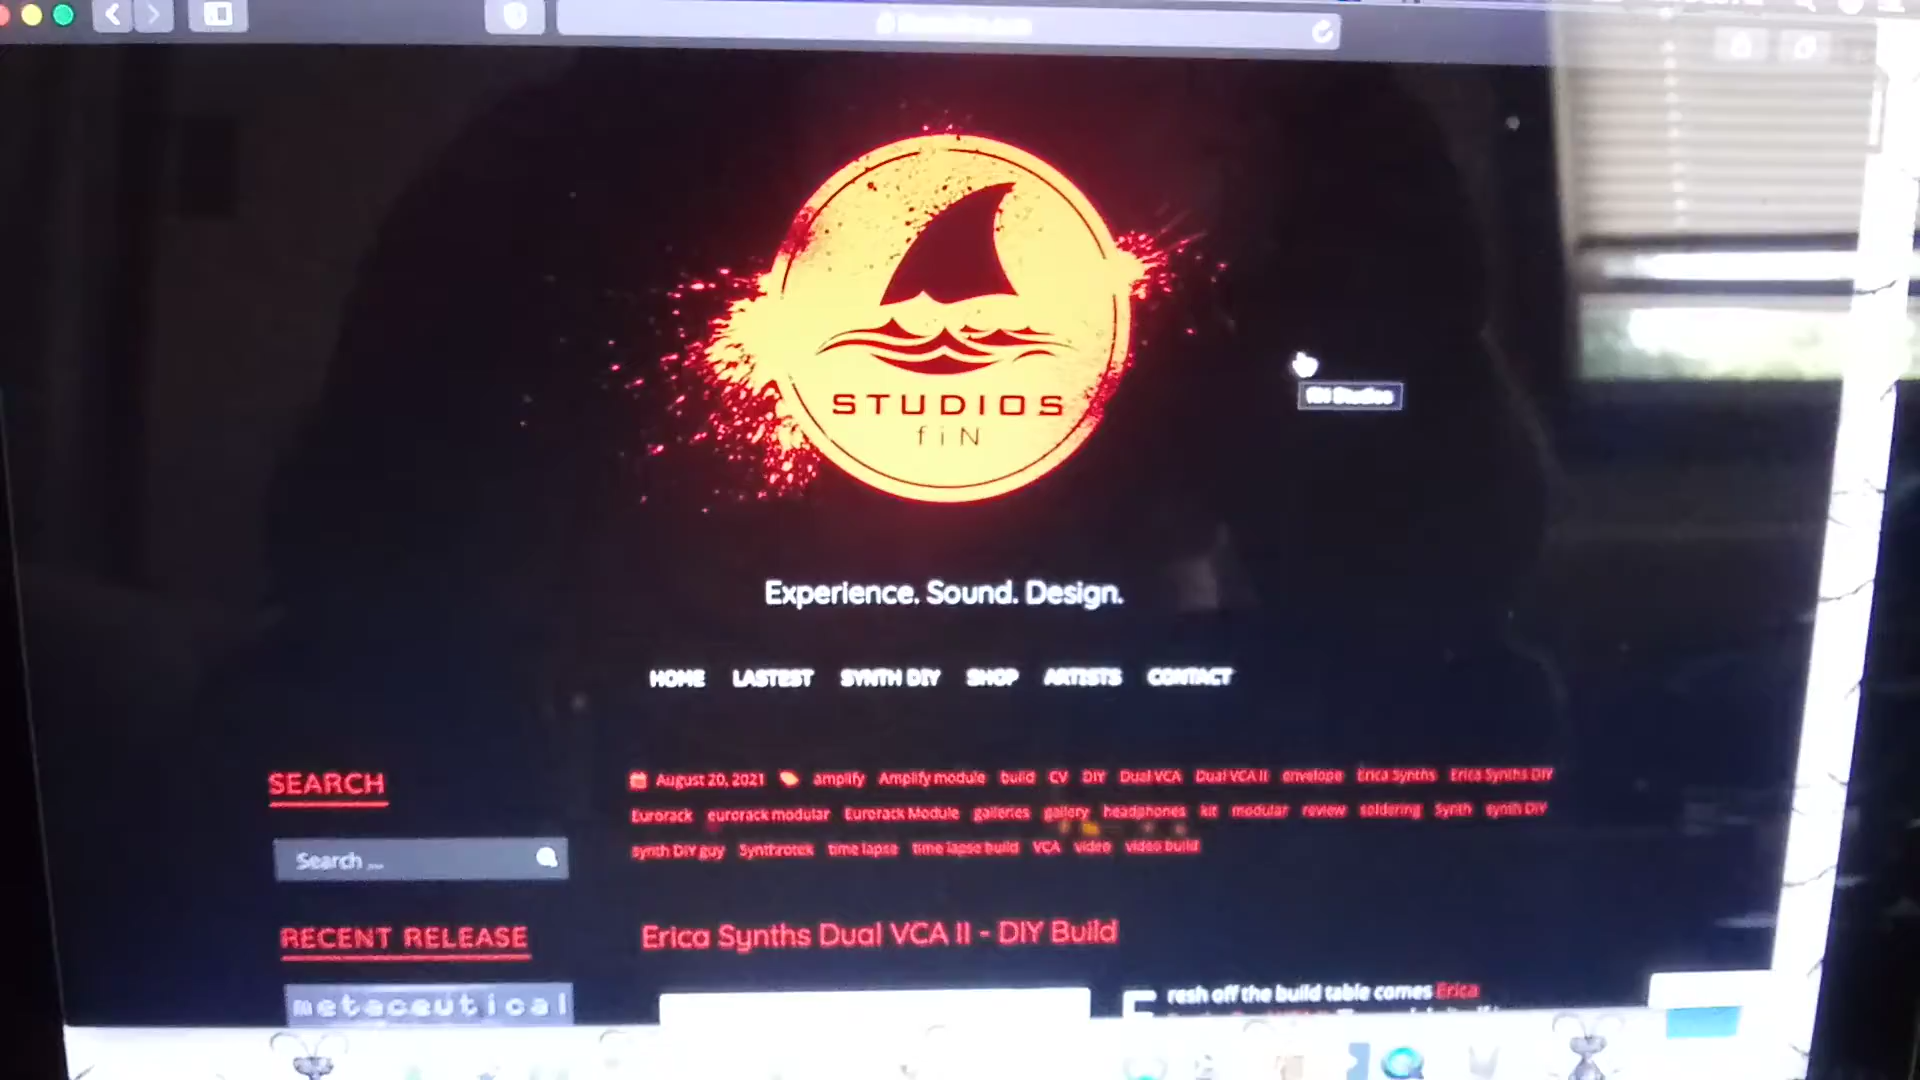 STUDIOS
fiN
fiN Studios
Experience. Sound. Design.
HOME LASTEST SYNTH DIY SHOP ARTISTS CONTACT
SEARCH
Search ...
RECENT RELEASE
metaceutical
August 20, 2021 amplify Amplify module build CV DIY Dual VCA Dual VCA II envelope Erica Synths Erica Synths DIY
Eurorack eurorack modular Eurorack Module galleries gallery headphones kit modular review soldering Synth synth DIY
synth DIY guy Synthrotek time lapse time lapse build VCA video video build
Erica Synths Dual VCA II - DIY Build
Fresh off the build table comes Erica